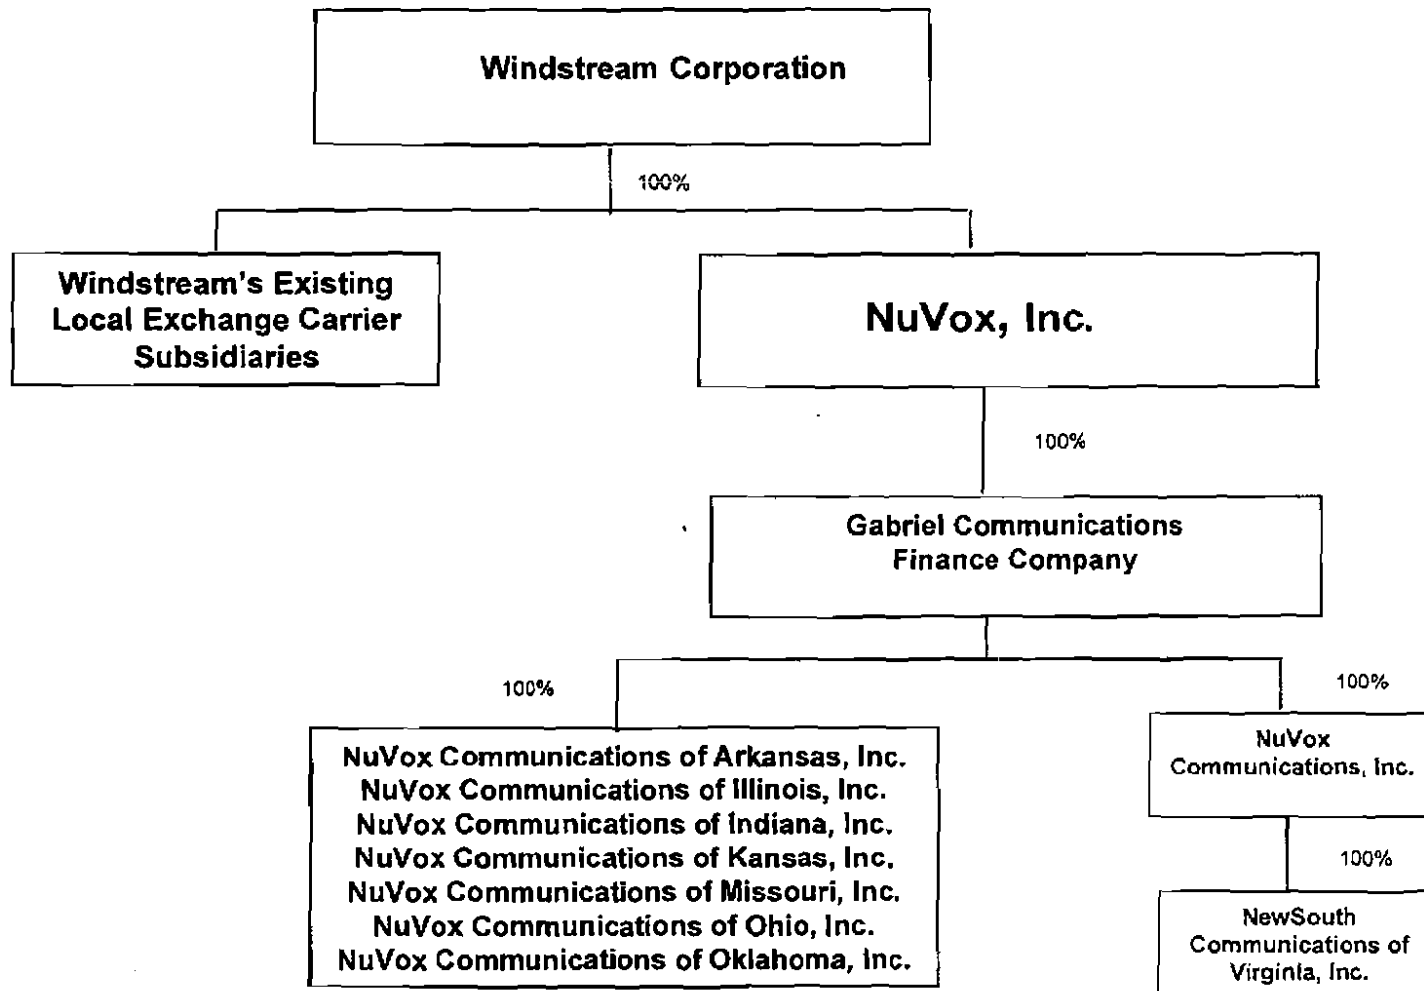 Windstream Corporation
100%
Windstream's Existing
Local Exchange Carrier
Subsidiaries
NuVox, Inc.
100%
Gabriel Communications
Finance Company
100%
100%
NuVox Communications of Arkansas, Inc.
NuVox Communications of Illinois, Inc.
NuVox Communications of Indiana, Inc.
NuVox Communications of Kansas, Inc.
NuVox Communications of Missouri, Inc.
NuVox Communications of Ohio, Inc.
NuVox Communications of Oklahoma, Inc.
NuVox
Communications, Inc.
100%
NewSouth
Communications of
Virginia, Inc.